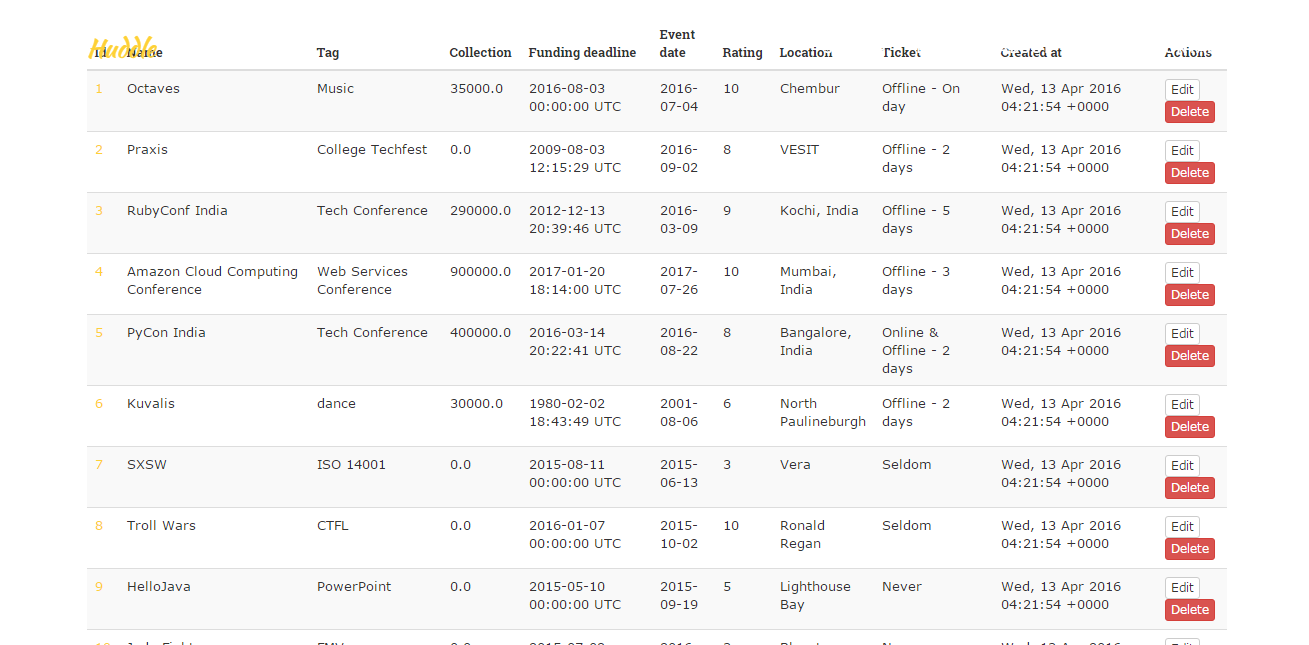 Huddle
Id Name Tag Collection Funding deadline Event date Rating Location Ticket Created at Actions
1 Octaves Music 35000.0 2016-08-03 00:00:00 UTC 2016-07-04 10 Chembur Offline - On day Wed, 13 Apr 2016 04:21:54 +0000 Edit Delete
2 Praxis College Techfest 0.0 2009-08-03 12:15:29 UTC 2016-09-02 8 VESIT Offline - 2 days Wed, 13 Apr 2016 04:21:54 +0000 Edit Delete
3 RubyConf India Tech Conference 290000.0 2012-12-13 20:39:46 UTC 2016-03-09 9 Kochi, India Offline - 5 days Wed, 13 Apr 2016 04:21:54 +0000 Edit Delete
4 Amazon Cloud Computing Conference Web Services Conference 900000.0 2017-01-20 18:14:00 UTC 2017-07-26 10 Mumbai, India Offline - 3 days Wed, 13 Apr 2016 04:21:54 +0000 Edit Delete
5 PyCon India Tech Conference 400000.0 2016-03-14 20:22:41 UTC 2016-08-22 8 Bangalore, India Online & Offline - 2 days Wed, 13 Apr 2016 04:21:54 +0000 Edit Delete
6 Kuvalis dance 30000.0 1980-02-02 18:43:49 UTC 2001-08-06 6 North Paulineburgh Offline - 2 days Wed, 13 Apr 2016 04:21:54 +0000 Edit Delete
7 SXSW ISO 14001 0.0 2015-08-11 00:00:00 UTC 2015-06-13 3 Vera Seldom Wed, 13 Apr 2016 04:21:54 +0000 Edit Delete
8 Troll Wars CTFL 0.0 2016-01-07 00:00:00 UTC 2015-10-02 10 Ronald Regan Seldom Wed, 13 Apr 2016 04:21:54 +0000 Edit Delete
9 HelloJava PowerPoint 0.0 2015-05-10 00:00:00 UTC 2015-09-19 5 Lighthouse Bay Never Wed, 13 Apr 2016 04:21:54 +0000 Edit Delete